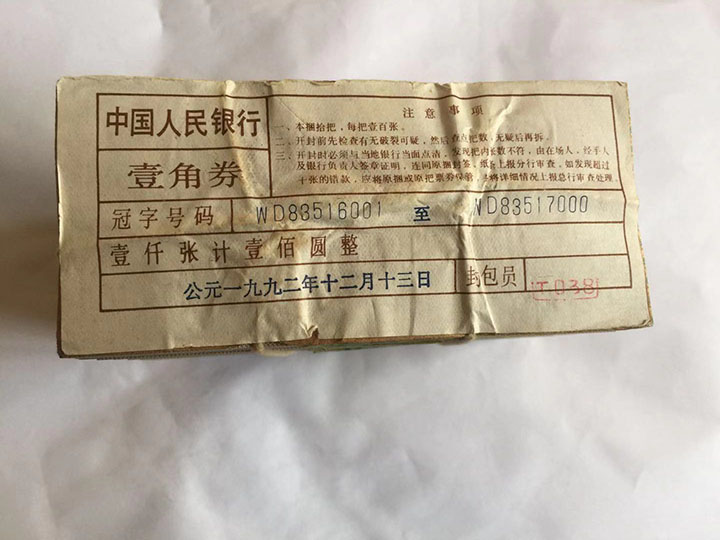 中国人民银行
壹角券
注意事项
一、本捆拾把，每把壹百张。
二、开封前先检查有无破裂可疑，然后查点把数，无疑后再拆。
三、开封时必须与当地银行当面点清，发现把内张数不符，由在场人，经手人
及银行负责人签章证明，连同原捆封签、纸条上报分行审查，如发现超过
十张的错款，应将原捆或原把票券保留，将详细情况上报总行审查处理
冠字号码 WD83516001 至 WD83517000
壹仟张计壹佰圆整
公元一九九二年十二月十三日 封包员 江038